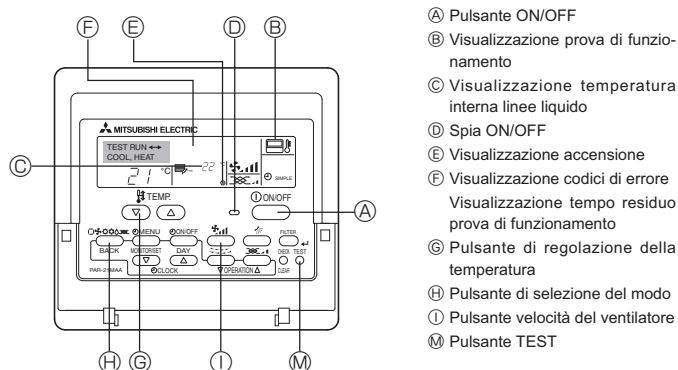 Ⓕ Ⓔ Ⓓ Ⓑ
MITSUBISHI ELECTRIC
TEST RUN ↔
COOL, HEAT
21 °C
22 °C
SIMPLE
Ⓒ
TEMP.
ON/OFF
Ⓐ
MENU
ON/OFF
FILTER
BACK
MONITOR/SET
DAY
CHECK TEST
PAR-21MAA
CLOCK
▽ OPERATION △
CLEAR
Ⓗ Ⓖ Ⓘ Ⓜ
Ⓐ Pulsante ON/OFF
Ⓑ Visualizzazione prova di funzio-
namento
Ⓒ Visualizzazione temperatura
interna linee liquido
Ⓓ Spia ON/OFF
Ⓔ Visualizzazione accensione
Ⓕ Visualizzazione codici di errore
Visualizzazione tempo residuo
prova di funzionamento
Ⓖ Pulsante di regolazione della
temperatura
Ⓗ Pulsante di selezione del modo
Ⓘ Pulsante velocità del ventilatore
Ⓜ Pulsante TEST